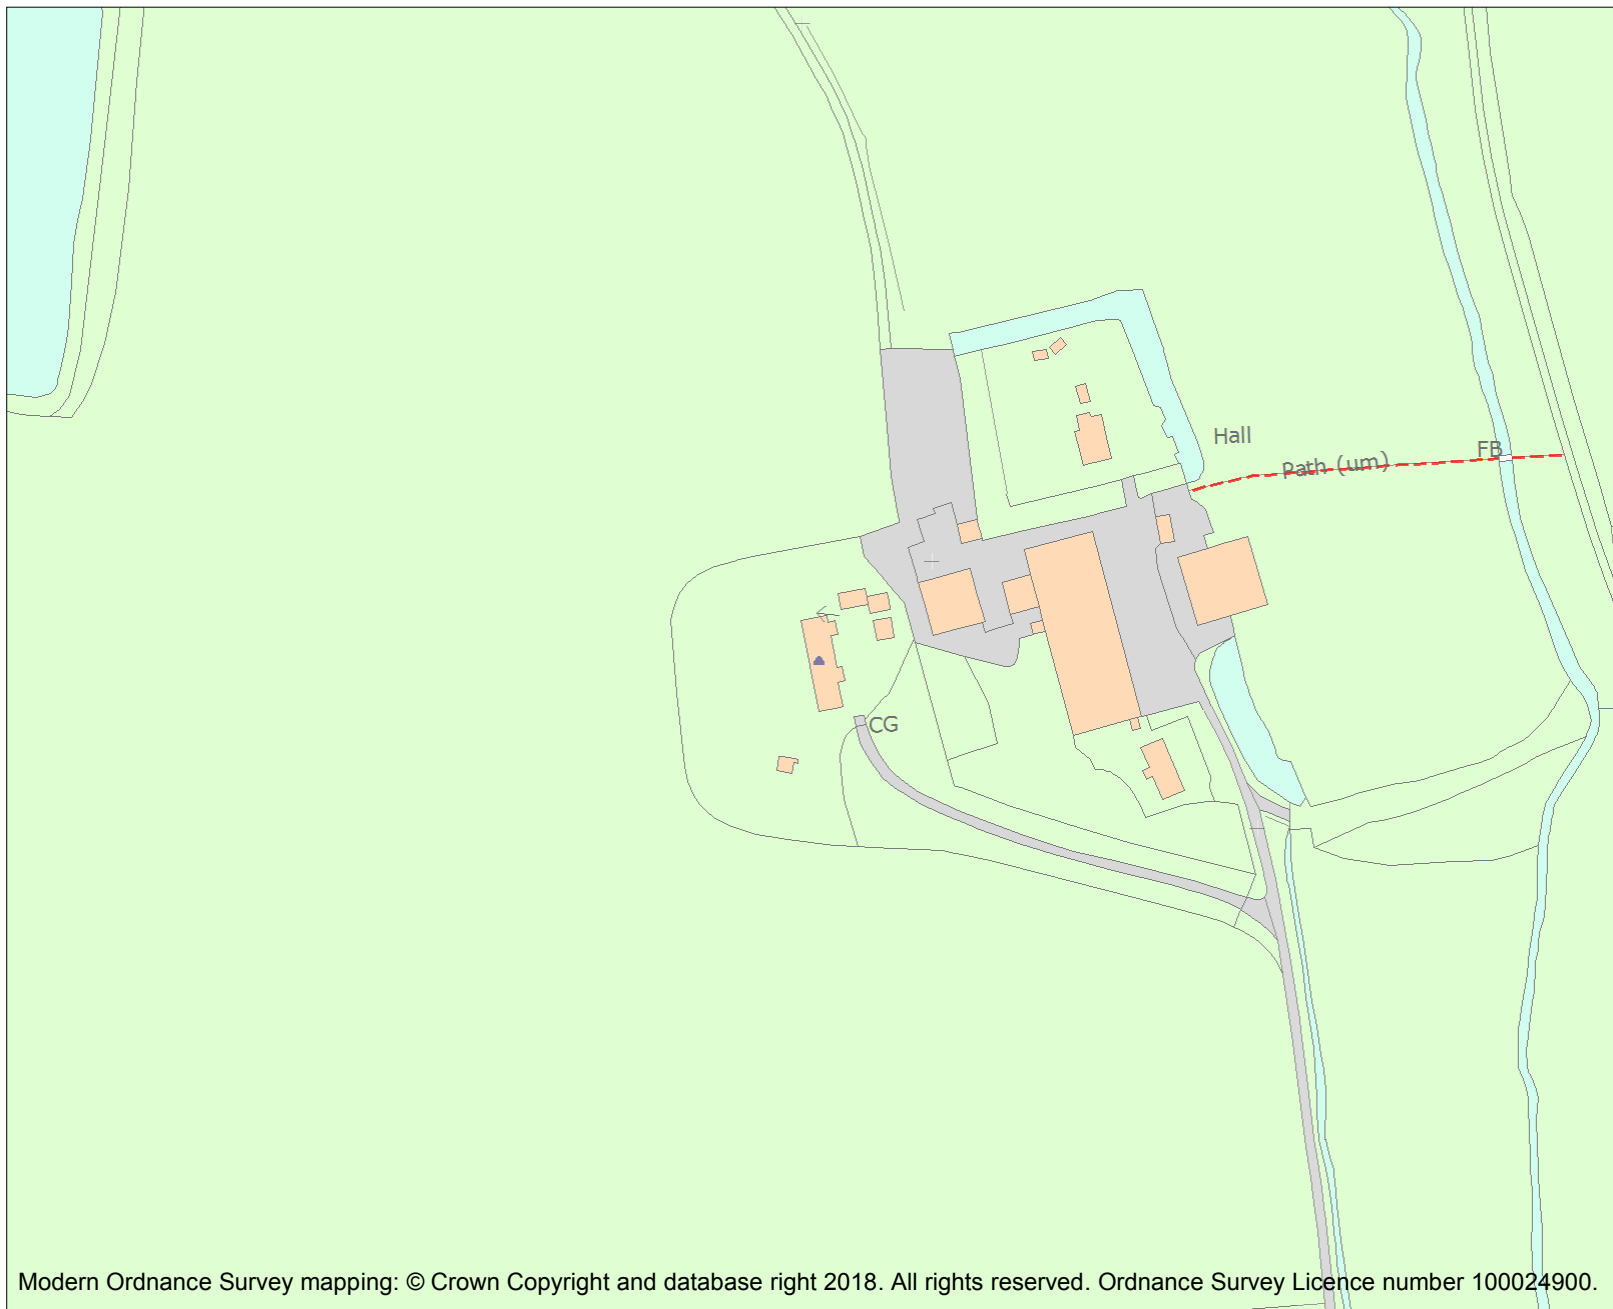 Hall
FB
Path (um)
CG
Modern Ordnance Survey mapping: © Crown Copyright and database right 2018. All rights reserved. Ordnance Survey Licence number 100024900.